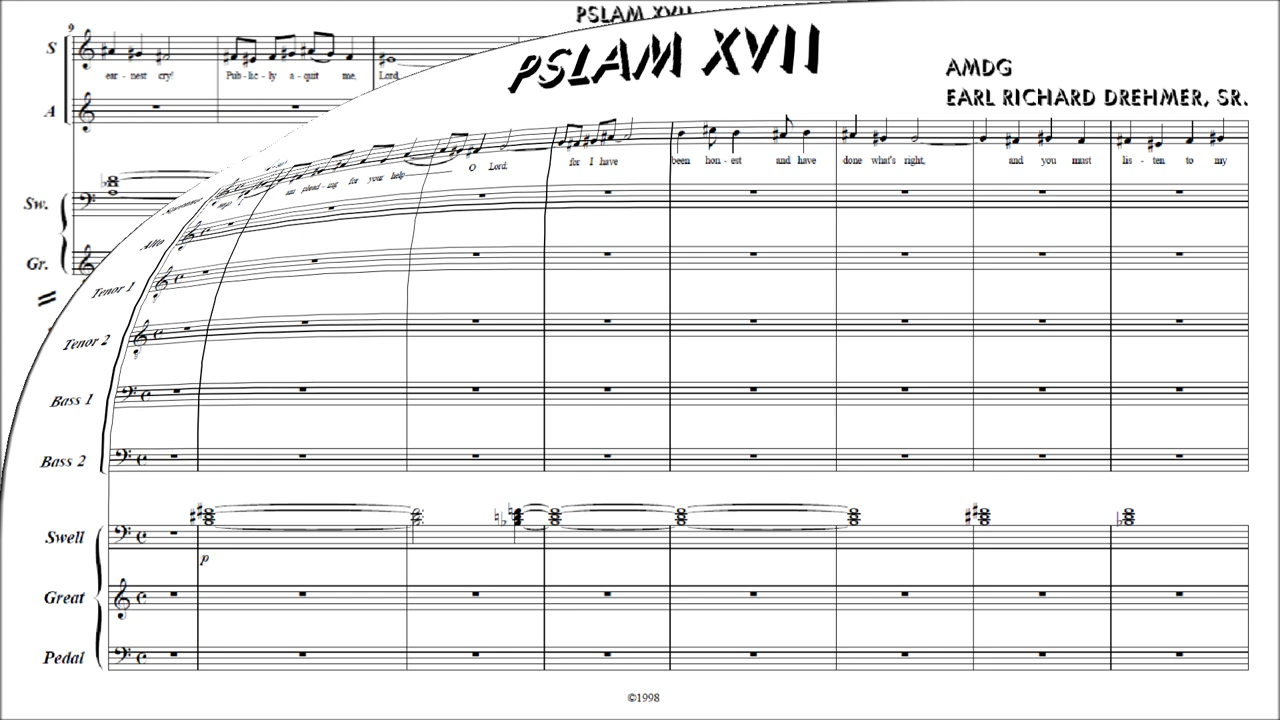 PSLAM XVII
9
S
ear - nest cry! Pub - lic - ly a - quit me, Lord,
A
Sw.
Gr.
PSLAM XVII
AMDG
EARL RICHARD DREHMER, SR.
plead - ing for your help O Lord; for I have been hon - est and have done what's right, and you must lis - ten to my
Alto
Tenor 1
Tenor 2
Bass 1
Bass 2
Swell
p
Great
Pedal
©1998